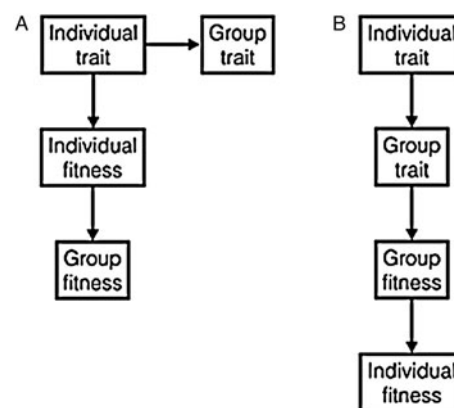 A
Individual
trait
Group
trait
Individual
fitness
Group
fitness
B
Individual
trait
Group
trait
Group
fitness
Individual
fitness